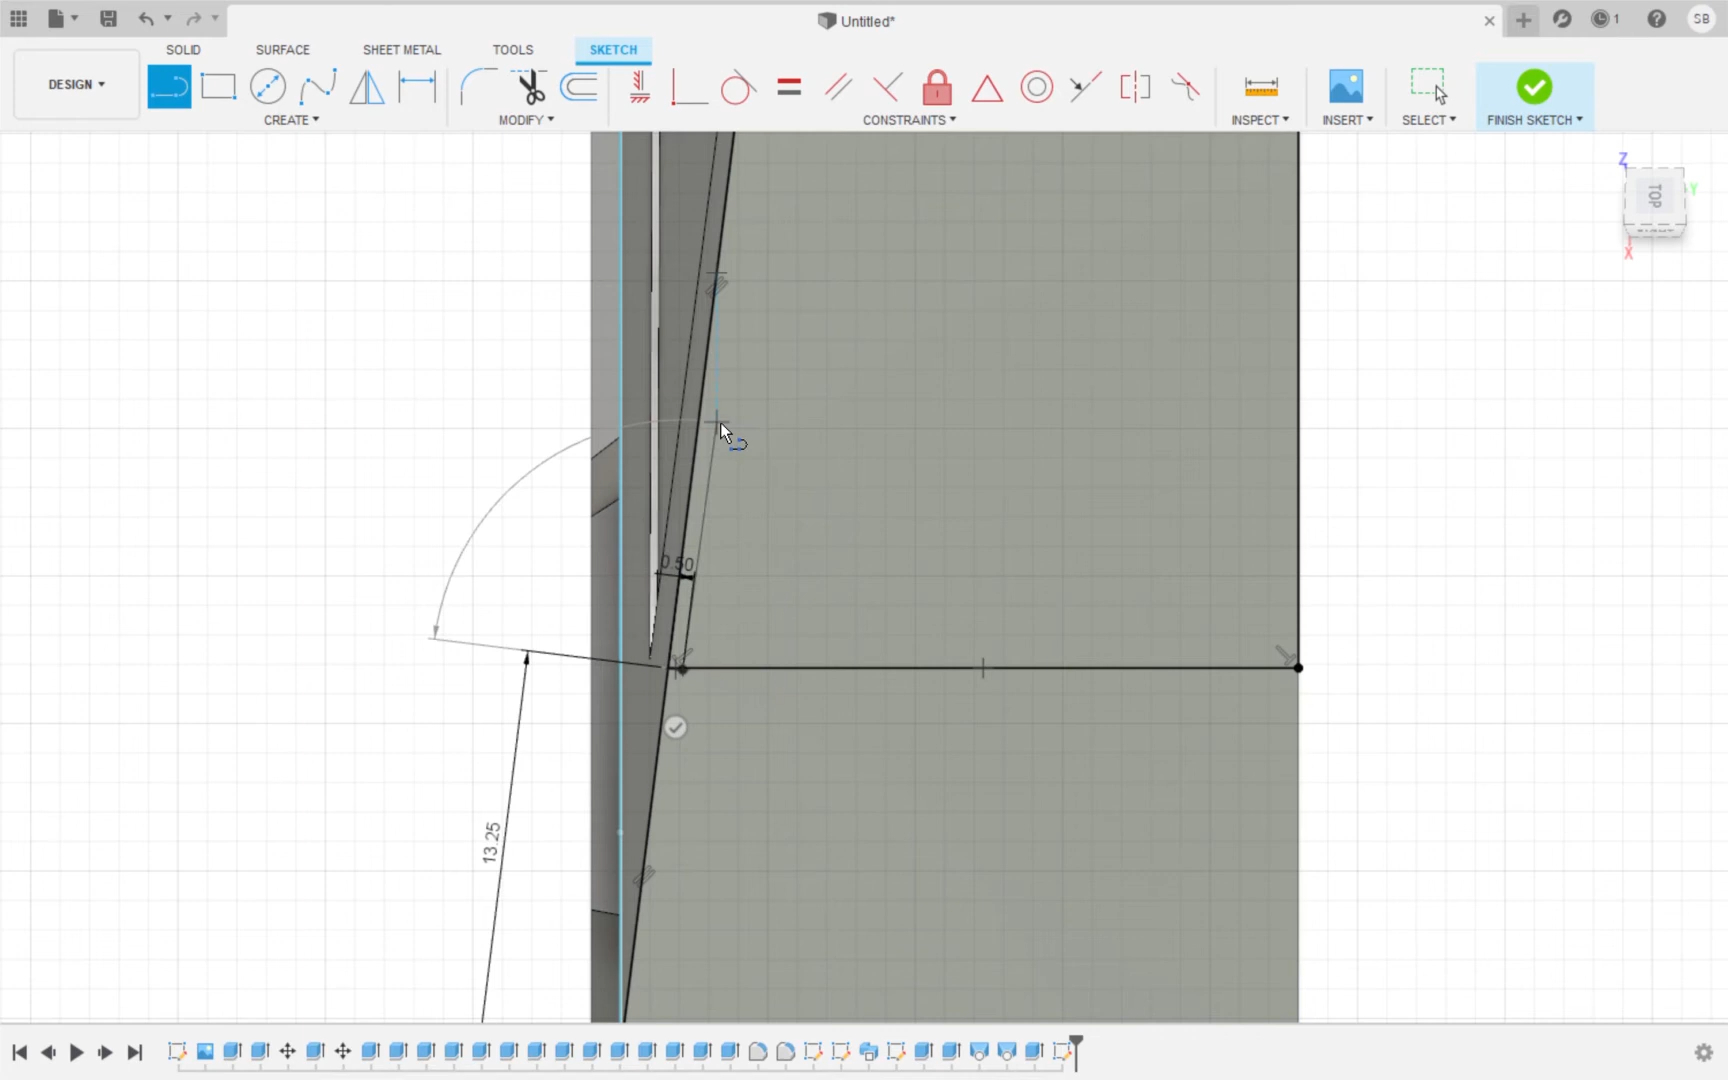 Untitled*
1
SB
DESIGN
SOLID
SURFACE
SHEET METAL
TOOLS
SKETCH
CREATE
MODIFY
CONSTRAINTS
INSPECT
INSERT
SELECT
FINISH SKETCH
Z
TOP
Y
X
0.50
13.25